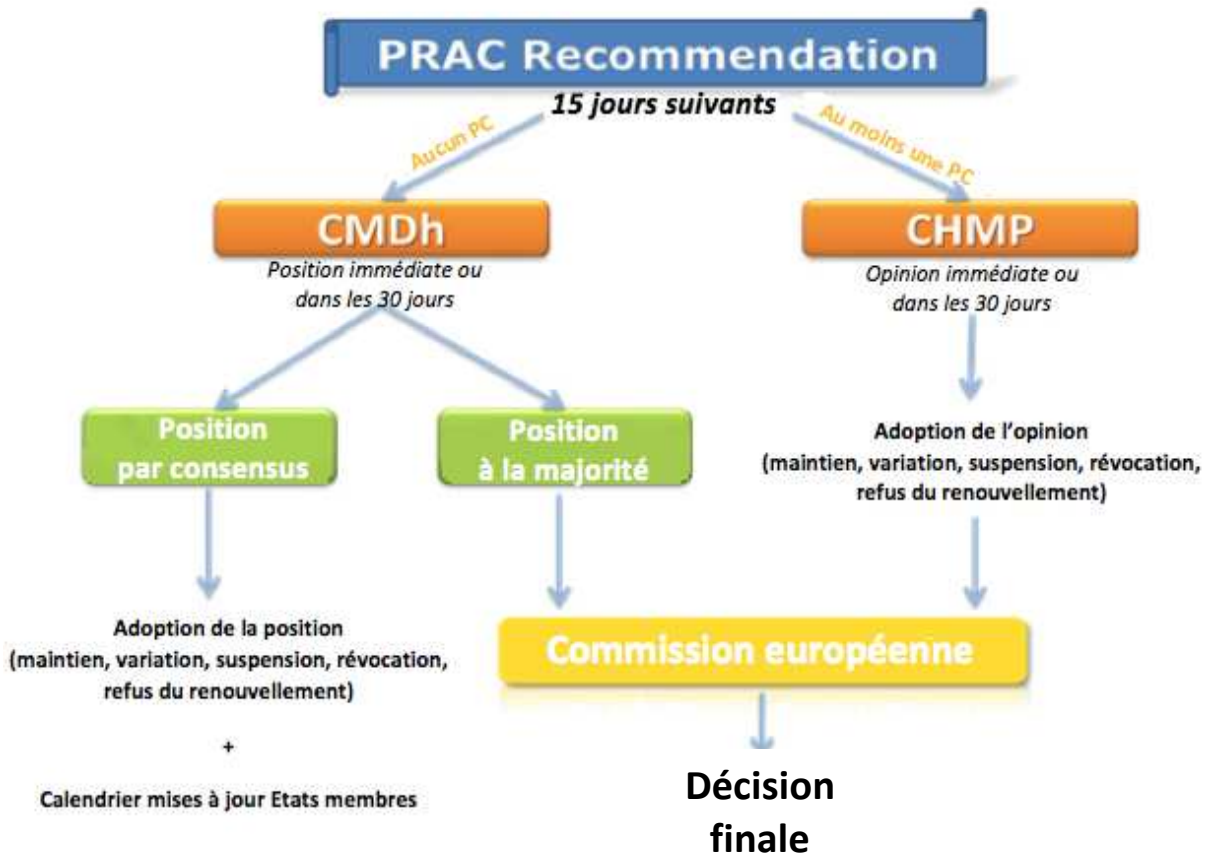 PRAC Recommendation
15 jours suivants
Aucun PC
Au moins une PC
CMDh
Position immédiate ou
dans les 30 jours
CHMP
Opinion immédiate ou
dans les 30 jours
Position
par consensus
Position
à la majorité
Adoption de l'opinion
(maintien, variation, suspension, révocation,
refus du renouvellement)
Adoption de la position
(maintien, variation, suspension, révocation,
refus du renouvellement)
+
Calendrier mises à jour Etats membres
Commission européenne
Décision
finale